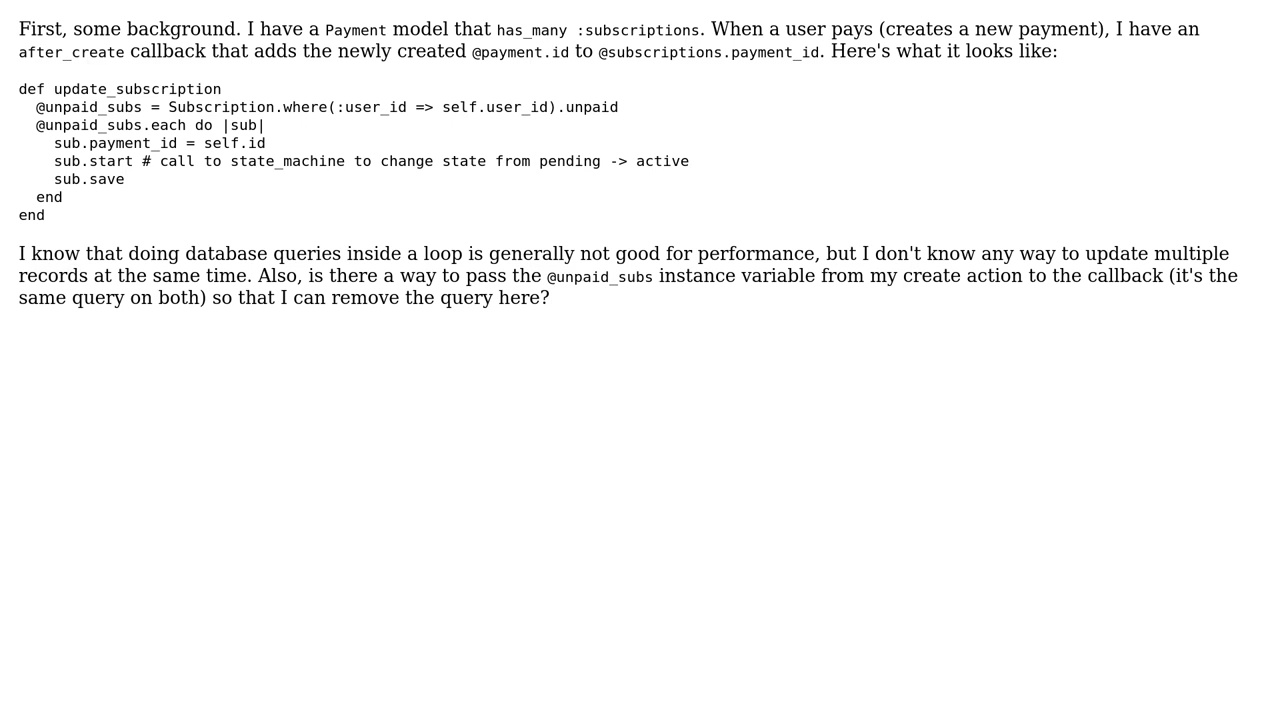 First, some background. I have a Payment model that has_many :subscriptions. When a user pays (creates a new payment), I have an
after_create callback that adds the newly created @payment.id to @subscriptions.payment_id. Here's what it looks like:
def update_subscription
  @unpaid_subs = Subscription.where(:user_id => self.user_id).unpaid
  @unpaid_subs.each do |sub|
    sub.payment_id = self.id
    sub.start # call to state_machine to change state from pending -> active
    sub.save
  end
end
I know that doing database queries inside a loop is generally not good for performance, but I don't know any way to update multiple
records at the same time. Also, is there a way to pass the @unpaid_subs instance variable from my create action to the callback (it's the
same query on both) so that I can remove the query here?